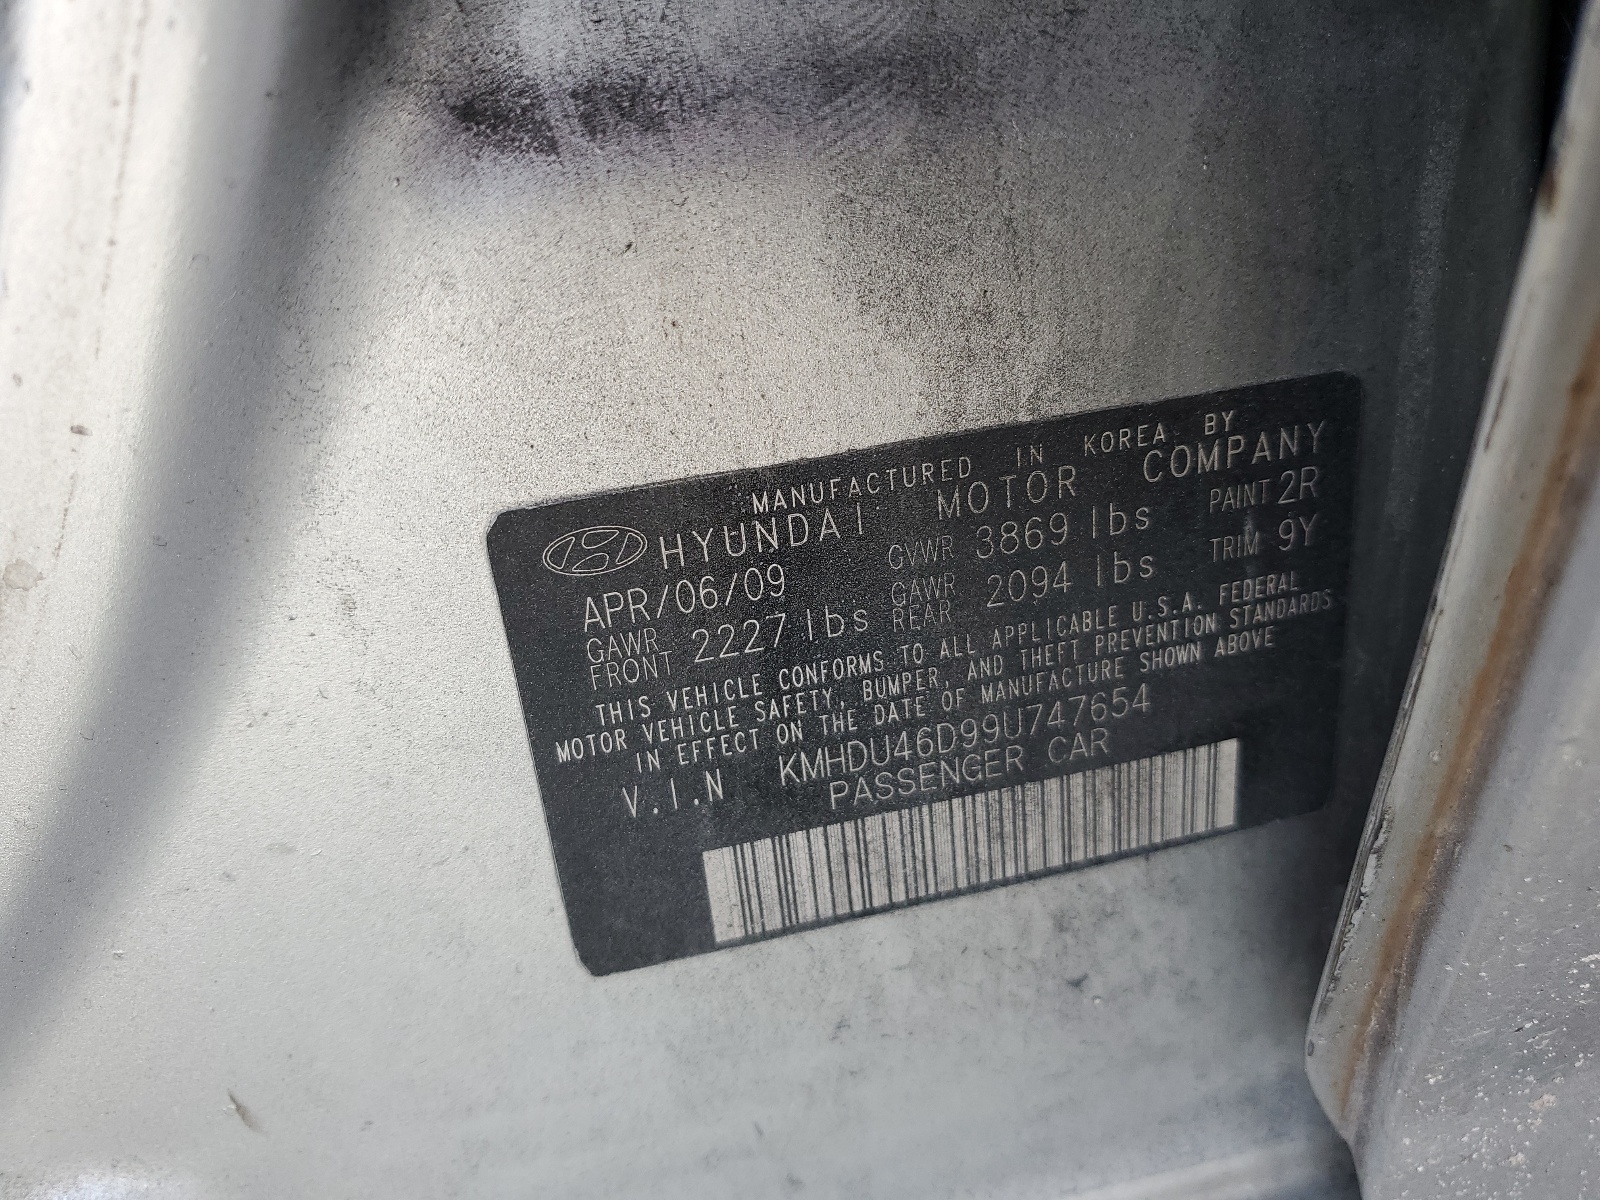 MANUFACTURED IN KOREA BY
HYUNDAI MOTOR COMPANY
APR/06/09 GVWR 3869 lbs PAINT 2R
GAWR FRONT 2227 lbs GAWR REAR 2094 lbs TRIM 9Y
THIS VEHICLE CONFORMS TO ALL APPLICABLE U.S.A. FEDERAL
MOTOR VEHICLE SAFETY, BUMPER, AND THEFT PREVENTION STANDARDS
IN EFFECT ON THE DATE OF MANUFACTURE SHOWN ABOVE
V.I.N KMHDU46D99U747654
PASSENGER CAR